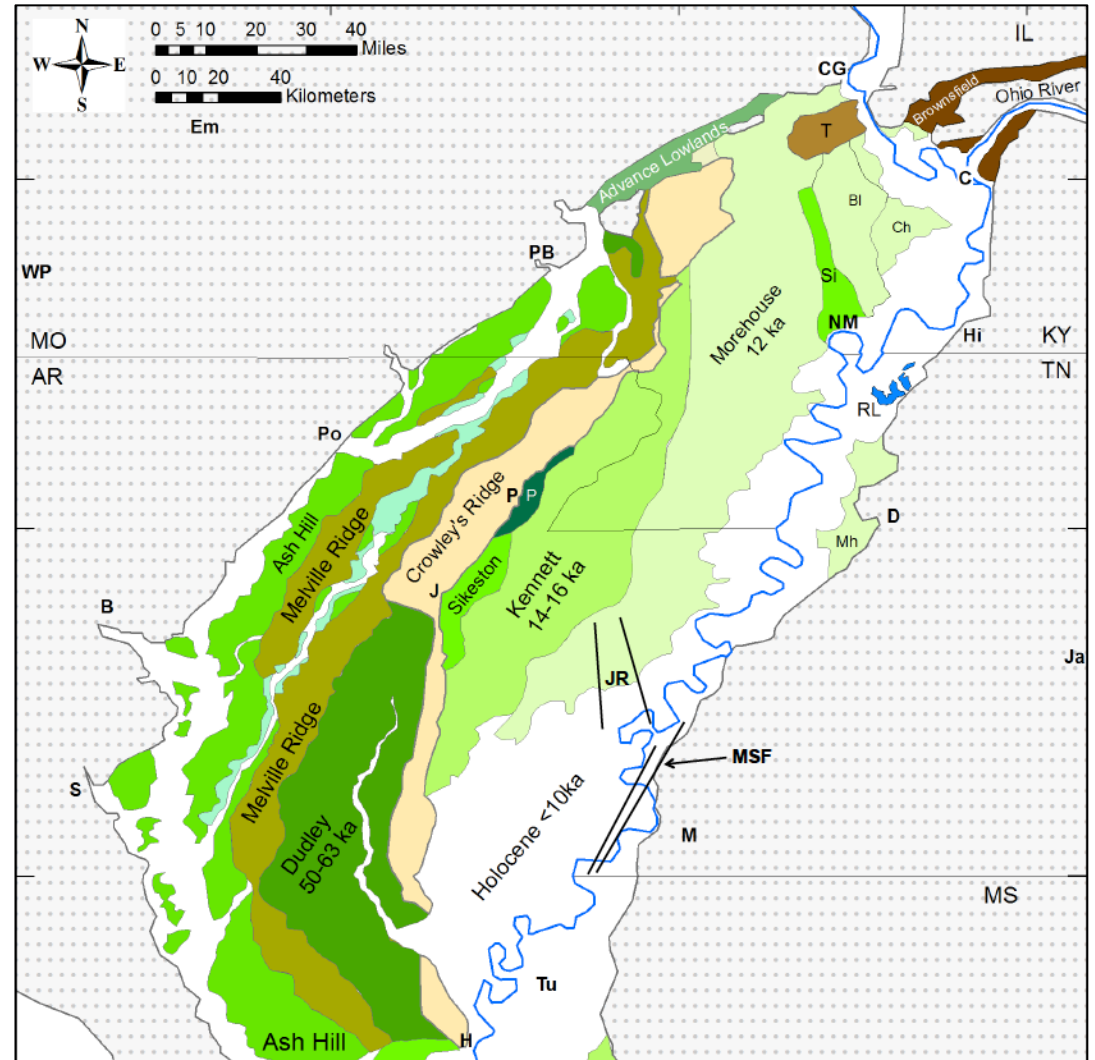 N
W E
S
0 5 10 20 30 40
Miles
0 10 20 40
Kilometers
Em
CG
IL
Brownsfield
Ohio River
T
Advance Lowlands
C
Bl
Ch
PB
WP
Si
NM
Morehouse
12 ka
Hi
MO
KY
AR
TN
RL
Po
P
P
Crowley's Ridge
D
Mh
Ash Hill
Melville Ridge
Sikeston
Kennett
14-16 ka
J
B
Ja
JR
MSF
S
Melville Ridge
Dudley
50-63 ka
Holocene <10ka
M
MS
Tu
H
Ash Hill